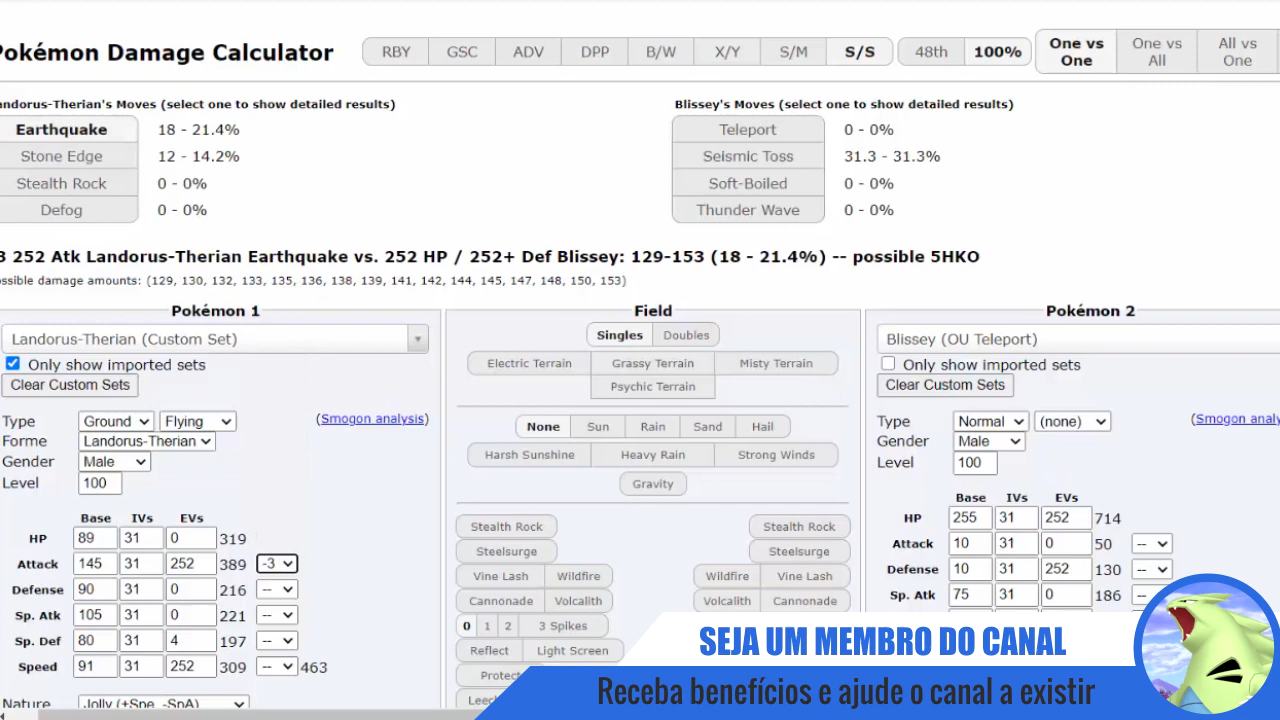 Pokémon Damage Calculator RBY GSC ADV DPP B/W X/Y S/M S/S 48th 100% One vs One One vs All All vs One
andorus-Therian's Moves (select one to show detailed results) Blissey's Moves (select one to show detailed results)
Earthquake 18 - 21.4% Teleport 0 - 0%
Stone Edge 12 - 14.2% Seismic Toss 31.3 - 31.3%
Stealth Rock 0 - 0% Soft-Boiled 0 - 0%
Defog 0 - 0% Thunder Wave 0 - 0%
3 252 Atk Landorus-Therian Earthquake vs. 252 HP / 252+ Def Blissey: 129-153 (18 - 21.4%) -- possible 5HKO
ossible damage amounts: (129, 130, 132, 133, 135, 136, 138, 139, 141, 142, 144, 145, 147, 148, 150, 153)
Pokémon 1 Field Pokémon 2
Landorus-Therian (Custom Set) Singles Doubles Blissey (OU Teleport)
Only show imported sets Electric Terrain Grassy Terrain Misty Terrain Only show imported sets
Clear Custom Sets Psychic Terrain Clear Custom Sets
Type Ground Flying (Smogon analysis) None Sun Rain Sand Hail Type Normal (none) (Smogon analy
Forme Landorus-Therian Gender Male
Gender Male Harsh Sunshine Heavy Rain Strong Winds Level 100
Level 100 Gravity
Base IVs EVs Base IVs EVs
HP 89 31 0 319 Stealth Rock Stealth Rock HP 255 31 252 714
Attack 145 31 252 389 -3 Steelsurge Steelsurge Attack 10 31 0 50 --
Defense 90 31 0 216 -- Vine Lash Wildfire Wildfire Vine Lash Defense 10 31 252 130 --
Sp. Atk 105 31 0 221 -- Cannonade Volcalith Volcalith Cannonade Sp. Atk 75 31 0 186 --
Sp. Def 80 31 4 197 -- 0 1 2 3 Spikes
Speed 91 31 252 309 -- 463 Reflect Light Screen
Protec
Nature Jolly (+Spe, -SpA) Leec
SEJA UM MEMBRO DO CANAL
Receba benefícios e ajude o canal a existir